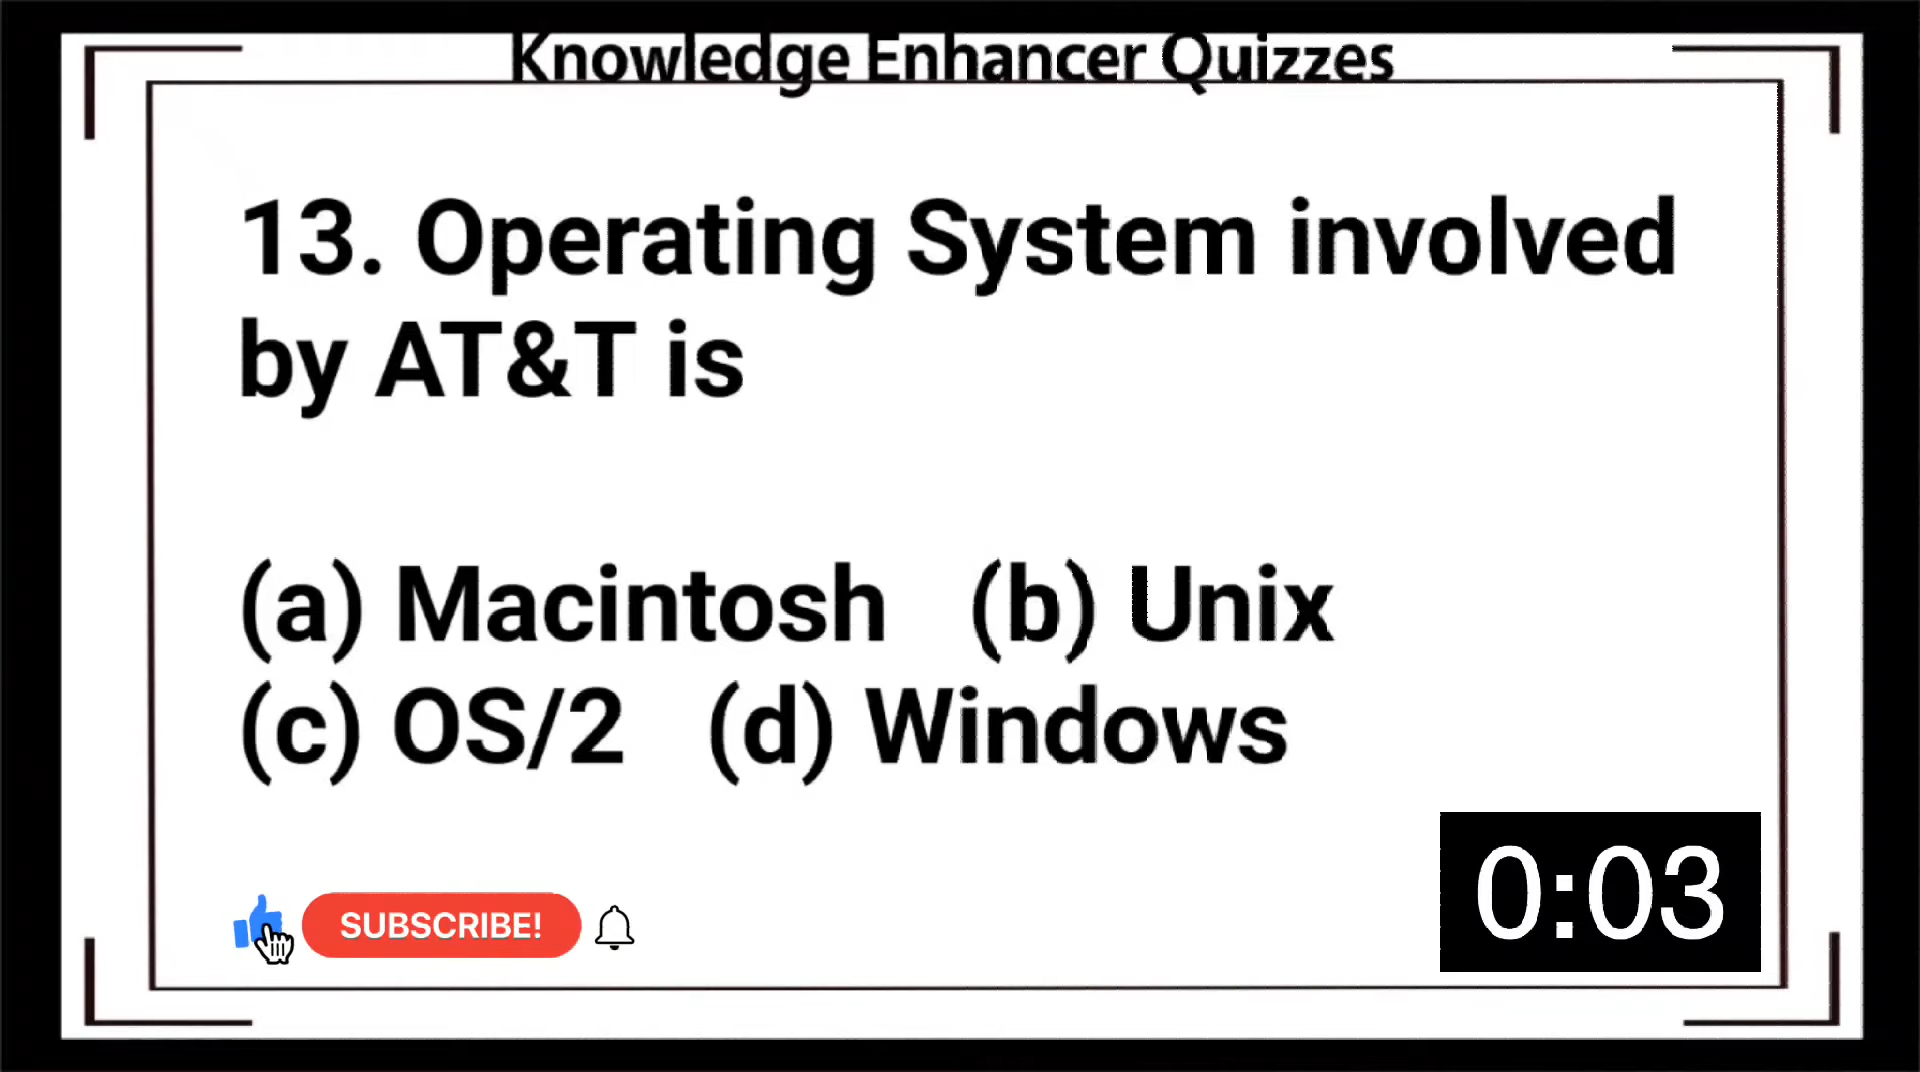 Knowledge Enhancer Quizzes
13. Operating System involved
by AT&T is
(a) Macintosh (b) Unix
(c) OS/2 (d) Windows
SUBSCRIBE!
0:03